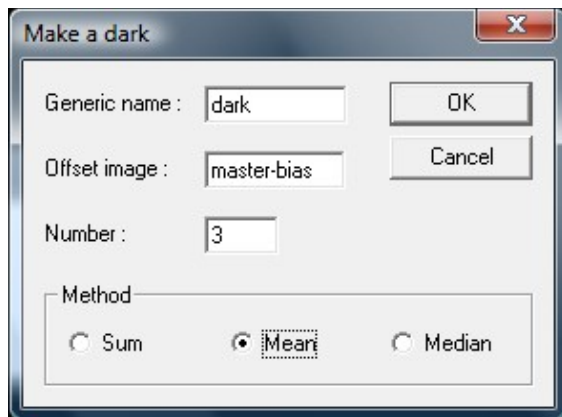 Make a dark
Generic name : dark OK
Offset image : master-bias Cancel
Number : 3
Method
Sum Mean Median